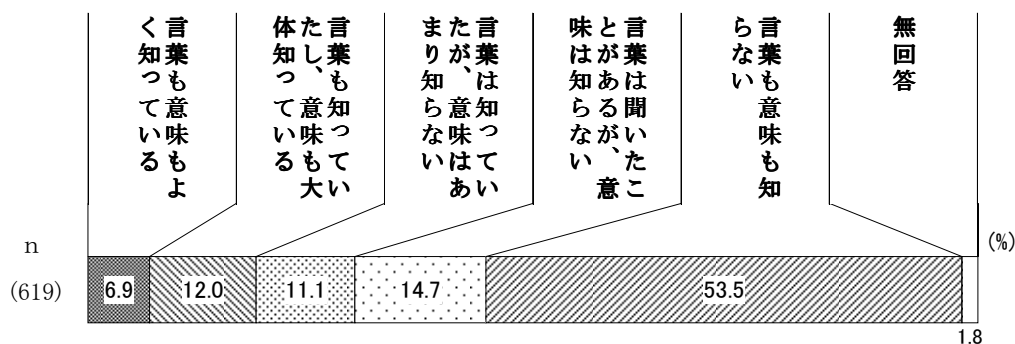 言葉も意味もよ
く知っている
言葉も知ってい
たし、意味も大
体知っている
言葉は知ってい
たが、意味はあ
まり知らない
言葉は聞いたこ
とがあるが、意
味は知らない
言葉も意味も知
らない
無回答
n
(%)
(619)
6.9
12.0
11.1
14.7
53.5
1.8